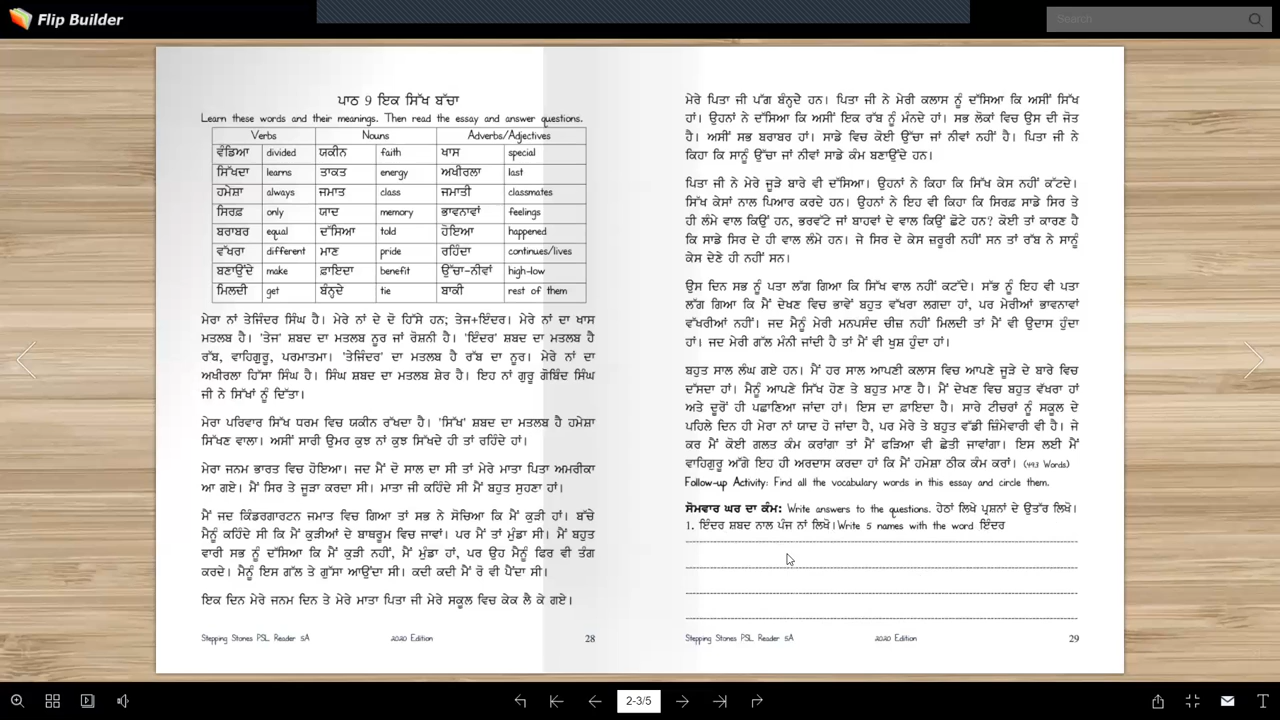 Flip Builder
Search
ਪਾਠ 9 ਇਕ ਸਿੱਖ ਬੱਚਾ
Learn these words and their meanings. Then read the essay and answer questions.
Verbs Nouns Adverbs/Adjectives
ਵੰਡਿਆ divided ਯਕੀਨ faith ਖਾਸ special
ਸਿੱਖਦਾ learns ਤਾਕਤ energy ਅਖੀਰਲਾ last
ਹਮੇਸ਼ਾ always ਜਮਾਤ class ਜਮਾਤੀ classmates
ਸਿਰਫ਼ only ਯਾਦ memory ਭਾਵਨਾਵਾਂ feelings
ਬਰਾਬਰ equal ਦੱਸਿਆ told ਹੋਇਆ happened
ਵੱਖਰਾ different ਮਾਣ pride ਰਹਿੰਦਾ continues/lives
ਬਣਾਉਂਦੇ make ਫ਼ਾਇਦਾ benefit ਉੱਚਾ-ਨੀਵਾਂ high-low
ਮਿਲਦੀ get ਬੰਨ੍ਹਦੇ tie ਬਾਕੀ rest of them
ਮੇਰਾ ਨਾਂ ਤੇਜਿੰਦਰ ਸਿੰਘ ਹੈ। ਮੇਰੇ ਨਾਂ ਦੇ ਦੋ ਹਿੱਸੇ ਹਨ; ਤੇਜ+ਇੰਦਰ। ਮੇਰੇ ਨਾਂ ਦਾ ਖਾਸ
ਮਤਲਬ ਹੈ। 'ਤੇਜ' ਸ਼ਬਦ ਦਾ ਮਤਲਬ ਨੂਰ ਜਾਂ ਰੋਸ਼ਨੀ ਹੈ। 'ਇੰਦਰ' ਸ਼ਬਦ ਦਾ ਮਤਲਬ ਹੈ
ਰੱਬ, ਵਾਹਿਗੁਰੂ, ਪਰਮਾਤਮਾ। 'ਤੇਜਿੰਦਰ' ਦਾ ਮਤਲਬ ਹੈ ਰੱਬ ਦਾ ਨੂਰ। ਮੇਰੇ ਨਾਂ ਦਾ
ਅਖੀਰਲਾ ਹਿੱਸਾ ਸਿੰਘ ਹੈ। ਸਿੰਘ ਸ਼ਬਦ ਦਾ ਮਤਲਬ ਸ਼ੇਰ ਹੈ। ਇਹ ਨਾਂ ਗੁਰੂ ਗੋਬਿੰਦ ਸਿੰਘ
ਜੀ ਨੇ ਸਿੱਖਾਂ ਨੂੰ ਦਿੱਤਾ।
ਮੇਰਾ ਪਰਿਵਾਰ ਸਿੱਖ ਧਰਮ ਵਿਚ ਯਕੀਨ ਰੱਖਦਾ ਹੈ। 'ਸਿੱਖ' ਸ਼ਬਦ ਦਾ ਮਤਲਬ ਹੈ ਹਮੇਸ਼ਾ
ਸਿੱਖਣ ਵਾਲਾ। ਅਸੀਂ ਸਾਰੀ ਉਮਰ ਕੁਝ ਨਾਂ ਕੁਝ ਸਿੱਖਦੇ ਹੀ ਤਾਂ ਰਹਿੰਦੇ ਹਾਂ।
ਮੇਰਾ ਜਨਮ ਭਾਰਤ ਵਿਚ ਹੋਇਆ। ਜਦ ਮੈਂ ਦੋ ਸਾਲ ਦਾ ਸੀ ਤਾਂ ਮੇਰੇ ਮਾਤਾ ਪਿਤਾ ਅਮਰੀਕਾ
ਆ ਗਏ। ਮੈਂ ਸਿਰ ਤੇ ਜੂੜਾ ਕਰਦਾ ਸੀ। ਮਾਤਾ ਜੀ ਕਹਿੰਦੇ ਸੀ ਮੈਂ ਬਹੁਤ ਸੁਹਣਾ ਹਾਂ।
ਮੈਂ ਜਦ ਕਿੰਡਰਗਾਰਟਨ ਜਮਾਤ ਵਿਚ ਗਿਆ ਤਾਂ ਸਭ ਨੇ ਸੋਚਿਆ ਕਿ ਮੈਂ ਕੁੜੀ ਹਾਂ। ਬੱਚੇ
ਮੈਨੂੰ ਕਹਿੰਦੇ ਸੀ ਕਿ ਮੈਂ ਕੁੜੀਆਂ ਦੇ ਬਾਥਰੂਮ ਵਿਚ ਜਾਵਾਂ। ਪਰ ਮੈਂ ਤਾਂ ਮੁੰਡਾ ਸੀ। ਮੈਂ ਬਹੁਤ
ਵਾਰੀ ਸਭ ਨੂੰ ਦੱਸਿਆ ਕਿ ਮੈਂ ਕੁੜੀ ਨਹੀਂ, ਮੈਂ ਮੁੰਡਾ ਹਾਂ, ਪਰ ਉਹ ਮੈਨੂੰ ਫਿਰ ਵੀ ਤੰਗ
ਕਰਦੇ। ਮੈਨੂੰ ਇਸ ਗੱਲ ਤੇ ਗੁੱਸਾ ਆਉਂਦਾ ਸੀ। ਕਦੀ ਕਦੀ ਮੈਂ ਰੋ ਵੀ ਪੈਂਦਾ ਸੀ।
ਇਕ ਦਿਨ ਮੇਰੇ ਜਨਮ ਦਿਨ ਤੇ ਮੇਰੇ ਮਾਤਾ ਪਿਤਾ ਜੀ ਮੇਰੇ ਸਕੂਲ ਵਿਚ ਕੇਕ ਲੈ ਕੇ ਗਏ।
Stepping Stones PSL Reader 5A 2020 Edition 28
ਮੇਰੇ ਪਿਤਾ ਜੀ ਪੱਗ ਬੰਨ੍ਹਦੇ ਹਨ। ਪਿਤਾ ਜੀ ਨੇ ਮੇਰੀ ਕਲਾਸ ਨੂੰ ਦੱਸਿਆ ਕਿ ਅਸੀਂ ਸਿੱਖ
ਹਾਂ। ਉਹਨਾਂ ਨੇ ਦੱਸਿਆ ਕਿ ਅਸੀਂ ਇਕ ਰੱਬ ਨੂੰ ਮੰਨਦੇ ਹਾਂ। ਸਭ ਲੋਕਾਂ ਵਿਚ ਉਸ ਦੀ ਜੋਤ
ਹੈ। ਅਸੀਂ ਸਭ ਬਰਾਬਰ ਹਾਂ। ਸਾਡੇ ਵਿਚ ਕੋਈ ਉੱਚਾ ਜਾਂ ਨੀਵਾਂ ਨਹੀਂ ਹੈ। ਪਿਤਾ ਜੀ ਨੇ
ਕਿਹਾ ਕਿ ਸਾਨੂੰ ਉੱਚਾ ਜਾਂ ਨੀਵਾਂ ਸਾਡੇ ਕੰਮ ਬਣਾਉਂਦੇ ਹਨ।
ਪਿਤਾ ਜੀ ਨੇ ਮੇਰੇ ਜੂੜੇ ਬਾਰੇ ਵੀ ਦੱਸਿਆ। ਉਹਨਾਂ ਨੇ ਕਿਹਾ ਕਿ ਸਿੱਖ ਕੇਸ ਨਹੀਂ ਕੱਟਦੇ।
ਸਿੱਖ ਕੇਸਾਂ ਨਾਲ ਪਿਆਰ ਕਰਦੇ ਹਨ। ਉਹਨਾਂ ਨੇ ਇਹ ਵੀ ਕਿਹਾ ਕਿ ਸਿਰਫ਼ ਸਾਡੇ ਸਿਰ ਤੇ
ਹੀ ਲੰਮੇ ਵਾਲ ਕਿਉਂ ਹਨ, ਭਰਵੱਟੇ ਜਾਂ ਬਾਹਵਾਂ ਦੇ ਵਾਲ ਕਿਉਂ ਛੋਟੇ ਹਨ? ਕੋਈ ਤਾਂ ਕਾਰਣ ਹੈ
ਕਿ ਸਾਡੇ ਸਿਰ ਦੇ ਹੀ ਵਾਲ ਲੰਮੇ ਹਨ। ਜੇ ਸਿਰ ਦੇ ਕੇਸ ਜ਼ਰੂਰੀ ਨਹੀਂ ਸਨ ਤਾਂ ਰੱਬ ਨੇ ਸਾਨੂੰ
ਕੇਸ ਦੇਣੇ ਹੀ ਨਹੀਂ ਸਨ।
ਉਸ ਦਿਨ ਸਭ ਨੂੰ ਪਤਾ ਲੱਗ ਗਿਆ ਕਿ ਸਿੱਖ ਵਾਲ ਨਹੀਂ ਕਟਦੇ। ਸੱਭ ਨੂੰ ਇਹ ਵੀ ਪਤਾ
ਲੱਗ ਗਿਆ ਕਿ ਮੈਂ ਦੇਖਣ ਵਿਚ ਭਾਵੇਂ ਬਹੁਤ ਵੱਖਰਾ ਲਗਦਾ ਹਾਂ, ਪਰ ਮੇਰੀਆਂ ਭਾਵਨਾਵਾਂ
ਵੱਖਰੀਆਂ ਨਹੀਂ। ਜਦ ਮੈਨੂੰ ਮੇਰੀ ਮਨਪਸੰਦ ਚੀਜ਼ ਨਹੀਂ ਮਿਲਦੀ ਤਾਂ ਮੈਂ ਵੀ ਉਦਾਸ ਹੁੰਦਾ
ਹਾਂ। ਜਦ ਮੇਰੀ ਗੱਲ ਮੰਨੀ ਜਾਂਦੀ ਹੈ ਤਾਂ ਮੈਂ ਵੀ ਖੁਸ਼ ਹੁੰਦਾ ਹਾਂ।
ਬਹੁਤ ਸਾਲ ਲੰਘ ਗਏ ਹਨ। ਮੈਂ ਹਰ ਸਾਲ ਆਪਣੀ ਕਲਾਸ ਵਿਚ ਆਪਣੇ ਜੂੜੇ ਦੇ ਬਾਰੇ ਵਿਚ
ਦੱਸਦਾ ਹਾਂ। ਮੈਨੂੰ ਆਪਣੇ ਸਿੱਖ ਹੋਣ ਤੇ ਬਹੁਤ ਮਾਣ ਹੈ। ਮੈਂ ਦੇਖਣ ਵਿਚ ਬਹੁਤ ਵੱਖਰਾ ਹਾਂ
ਅਤੇ ਦੂਰੋਂ ਹੀ ਪਛਾਣਿਆ ਜਾਂਦਾ ਹਾਂ। ਇਸ ਦਾ ਫ਼ਾਇਦਾ ਹੈ। ਸਾਰੇ ਟੀਚਰਾਂ ਨੂੰ ਸਕੂਲ ਦੇ
ਪਹਿਲੇ ਦਿਨ ਹੀ ਮੇਰਾ ਨਾਂ ਯਾਦ ਹੋ ਜਾਂਦਾ ਹੈ, ਪਰ ਮੇਰੇ ਤੇ ਬਹੁਤ ਵੱਡੀ ਜ਼ਿੰਮੇਵਾਰੀ ਵੀ ਹੈ। ਜੇ
ਕਰ ਮੈਂ ਕੋਈ ਗਲਤ ਕੰਮ ਕਰਾਂਗਾ ਤਾਂ ਮੈਂ ਫੜਿਆ ਵੀ ਛੇਤੀ ਜਾਵਾਂਗਾ। ਇਸ ਲਈ ਮੈਂ
ਵਾਹਿਗੁਰੂ ਅੱਗੇ ਇਹ ਹੀ ਅਰਦਾਸ ਕਰਦਾ ਹਾਂ ਕਿ ਮੈਂ ਹਮੇਸ਼ਾ ਠੀਕ ਕੰਮ ਕਰਾਂ। (493 Words)
Follow-up Activity: Find all the vocabulary words in this essay and circle them.
ਸੋਮਵਾਰ ਘਰ ਦਾ ਕੰਮ: Write answers to the questions. ਹੇਠਾਂ ਲਿਖੇ ਪ੍ਰਸ਼ਨਾਂ ਦੇ ਉੱਤਰ ਲਿਖੋ।
1. ਇੰਦਰ ਸ਼ਬਦ ਨਾਲ ਪੰਜ ਨਾਂ ਲਿਖੋ।Write 5 names with the word ਇੰਦਰ
Stepping Stones PSL Reader 5A 2020 Edition 29
2-3/5